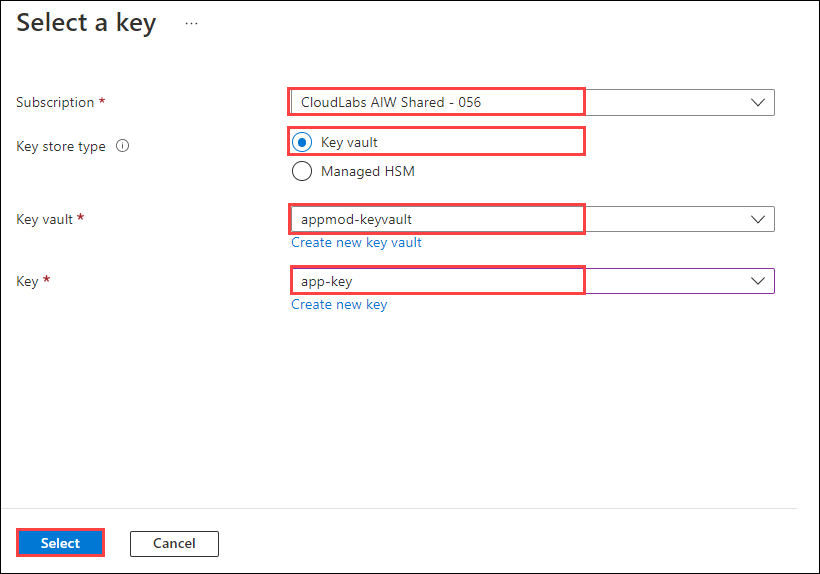 Select a key ...
Subscription *
CloudLabs AIW Shared - 056
Key store type
Key vault
Managed HSM
Key vault *
appmod-keyvault
Create new key vault
Key *
app-key
Create new key
Select
Cancel